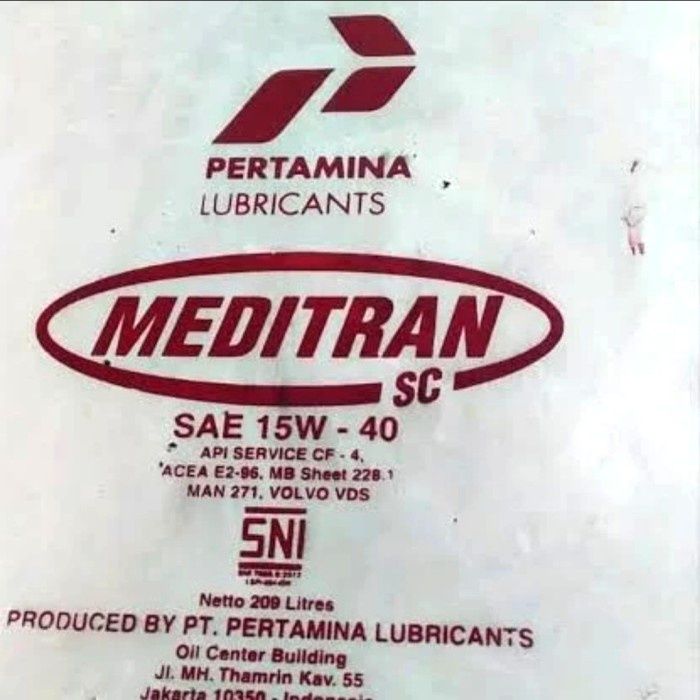 PERTAMINA
LUBRICANTS
MEDITRAN
SC
SAE 15W - 40
API SERVICE CF - 4,
ACEA E2-96, MB Sheet 228.1
MAN 271, VOLVO VDS
SNI
Netto 209 Litres
PRODUCED BY PT. PERTAMINA LUBRICANTS
Oil Center Building
Jl. MH. Thamrin Kav. 55
Jakarta 10350 - Indonesia